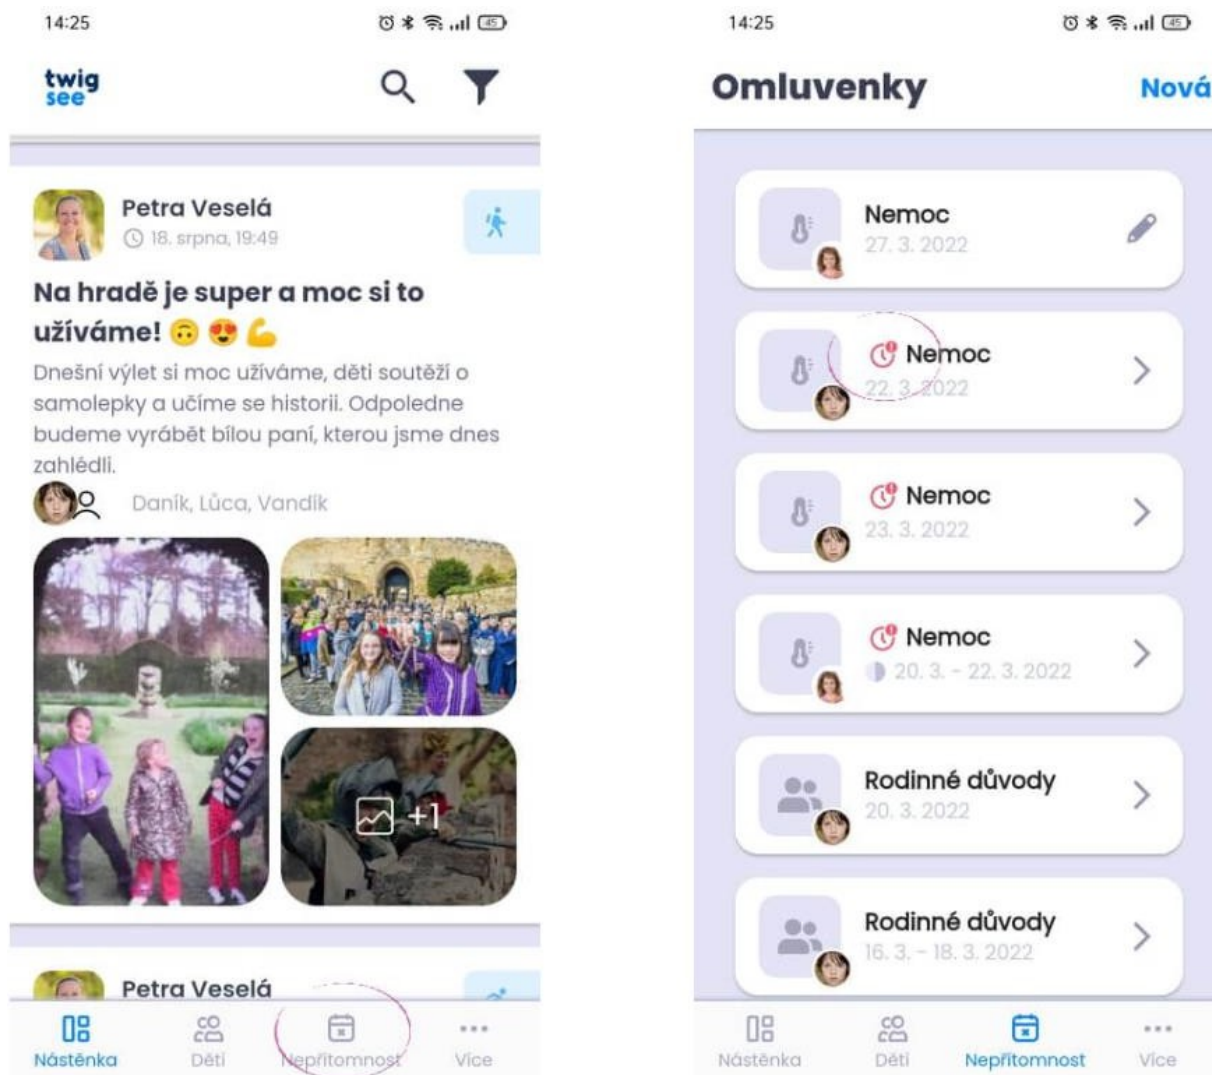 14:25
45
twig
see
Petra Veselá
18. srpna, 19:49
Na hradě je super a moc si to
užíváme! 🙃 😍 💪
Dnešní výlet si moc užíváme, děti soutěží o
samolepky a učíme se historii. Odpoledne
budeme vyrábět bílou paní, kterou jsme dnes
zahlédli.
Daník, Lůca, Vandík
+1
Petra Veselá
Nástěnka Děti Nepřítomnost Více
14:25
45
Omluvenky Nová
Nemoc
27. 3. 2022
Nemoc
22. 3. 2022
Nemoc
23. 3. 2022
Nemoc
20. 3. - 22. 3. 2022
Rodinné důvody
20. 3. 2022
Rodinné důvody
16. 3. - 18. 3. 2022
Nástěnka Děti Nepřítomnost Více